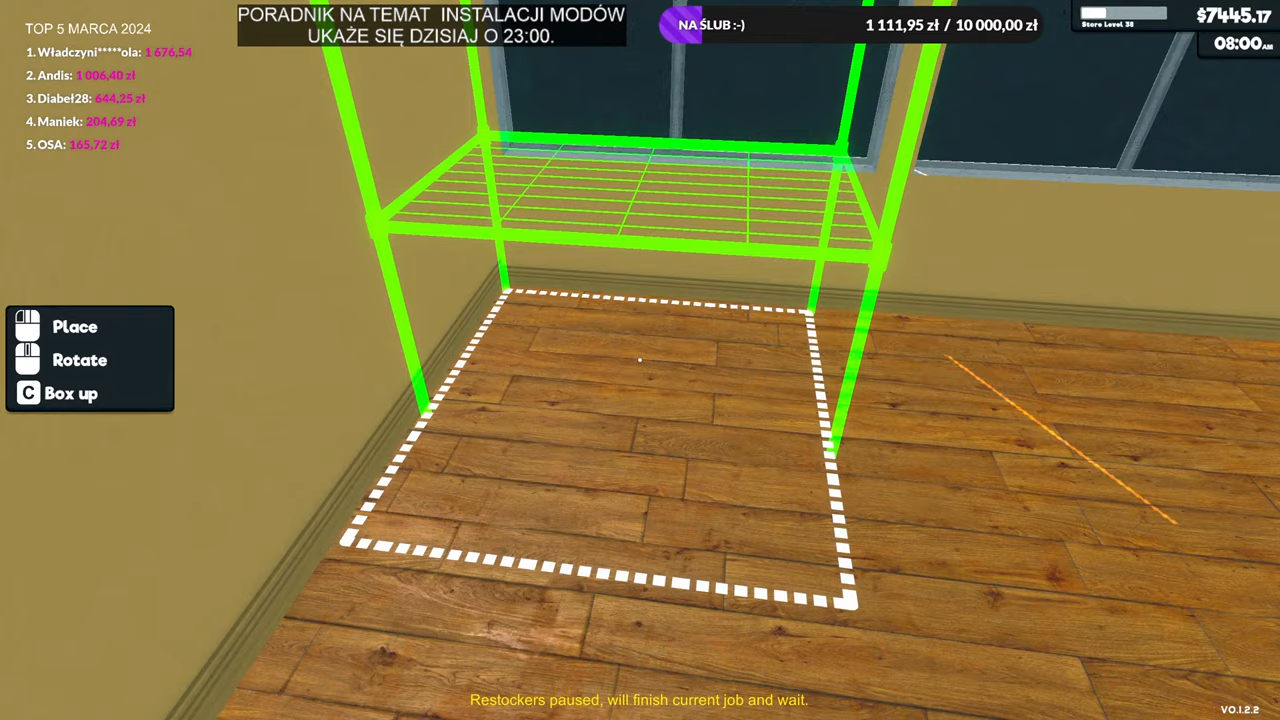 PORADNIK NA TEMAT INSTALACJI MODÓW
UKAŻE SIĘ DZISIAJ O 23:00.
NA ŚLUB :-) 1 111,95 zł / 10 000,00 zł
Store Level 38
$7445.17
08:00AM
TOP 5 MARCA 2024
1. Władczyni*****ola: 1 676,54
2. Andis: 1 006,40 zł
3. Diabeł28: 644,25 zł
4. Maniek: 204,69 zł
5. OSA: 165,72 zł
Place
Rotate
C Box up
Restockers paused, will finish current job and wait.
V0.1.2.2